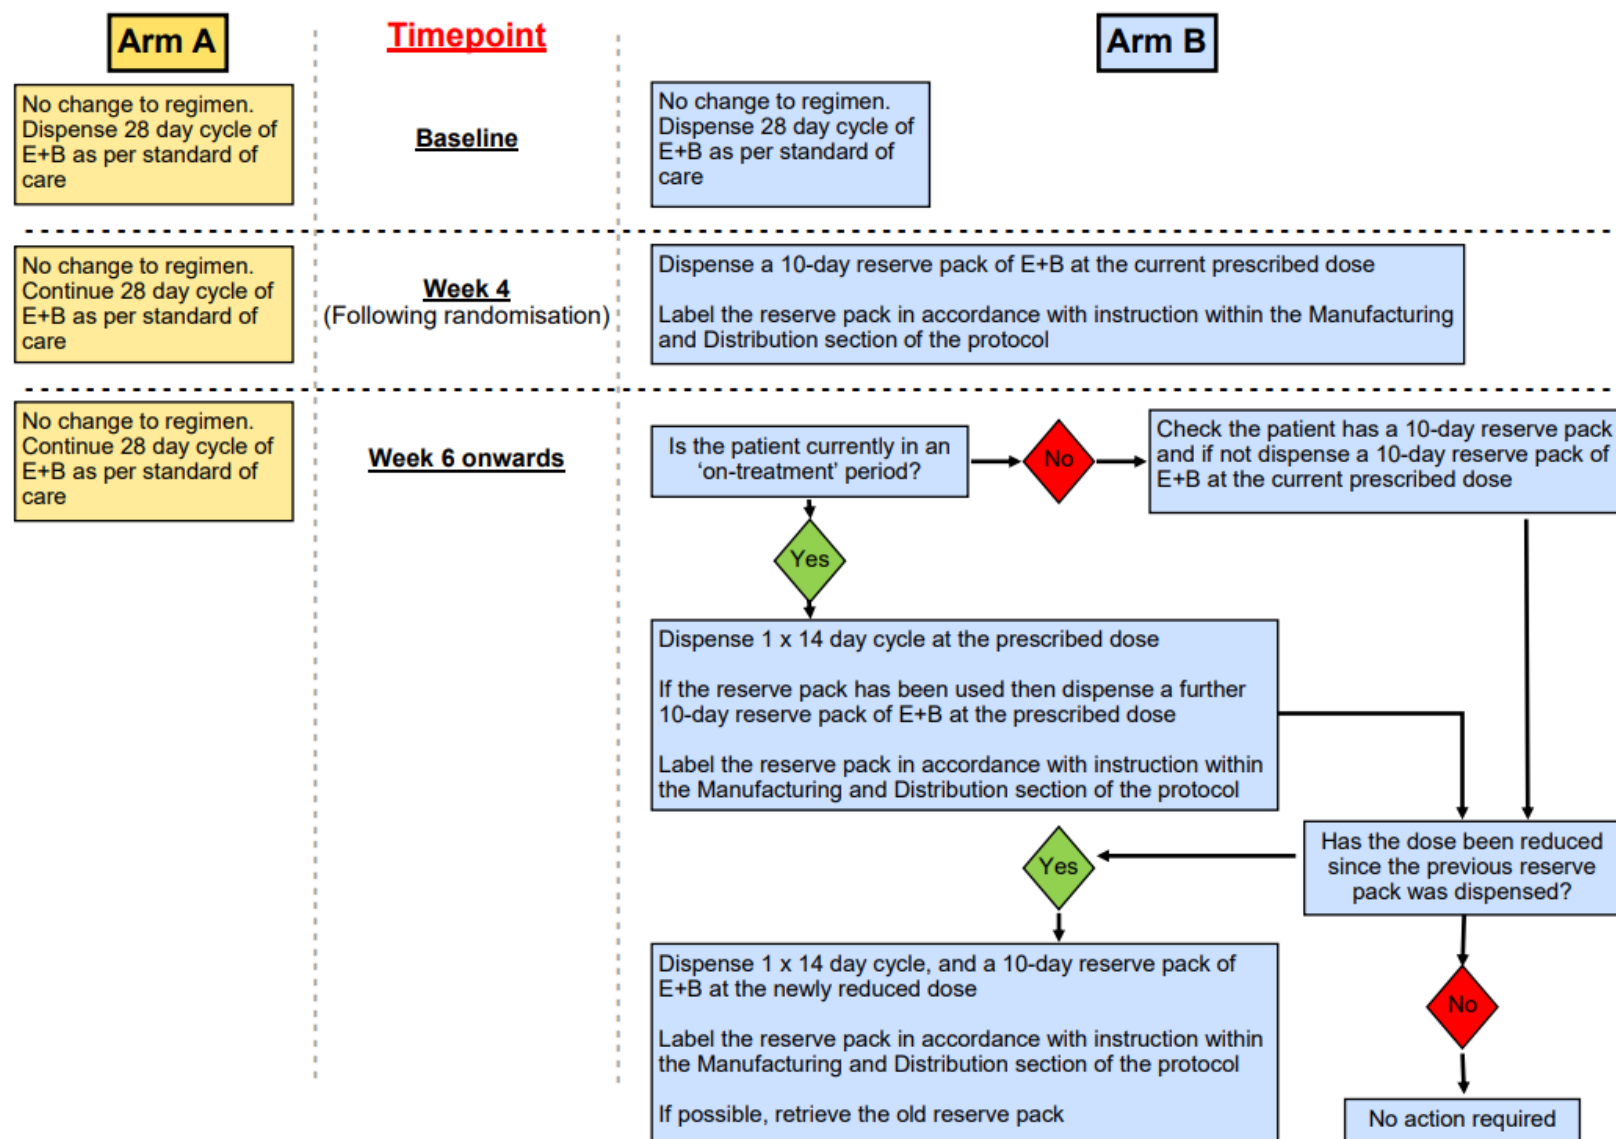 Arm A
Timepoint
Arm B
No change to regimen.
Dispense 28 day cycle of
E+B as per standard of
care
Baseline
No change to regimen.
Dispense 28 day cycle of
E+B as per standard of
care
No change to regimen.
Continue 28 day cycle of
E+B as per standard of
care
Week 4
(Following randomisation)
Dispense a 10-day reserve pack of E+B at the current prescribed dose
Label the reserve pack in accordance with instruction within the Manufacturing
and Distribution section of the protocol
No change to regimen.
Continue 28 day cycle of
E+B as per standard of
care
Week 6 onwards
Is the patient currently in an
‘on-treatment’ period?
No
Check the patient has a 10-day reserve pack
and if not dispense a 10-day reserve pack of
E+B at the current prescribed dose
Yes
Dispense 1 x 14 day cycle at the prescribed dose
If the reserve pack has been used then dispense a further
10-day reserve pack of E+B at the prescribed dose
Label the reserve pack in accordance with instruction within
the Manufacturing and Distribution section of the protocol
Has the dose been reduced
since the previous reserve
pack was dispensed?
Yes
Dispense 1 x 14 day cycle, and a 10-day reserve pack of
E+B at the newly reduced dose
Label the reserve pack in accordance with instruction within
the Manufacturing and Distribution section of the protocol
If possible, retrieve the old reserve pack
No
No action required